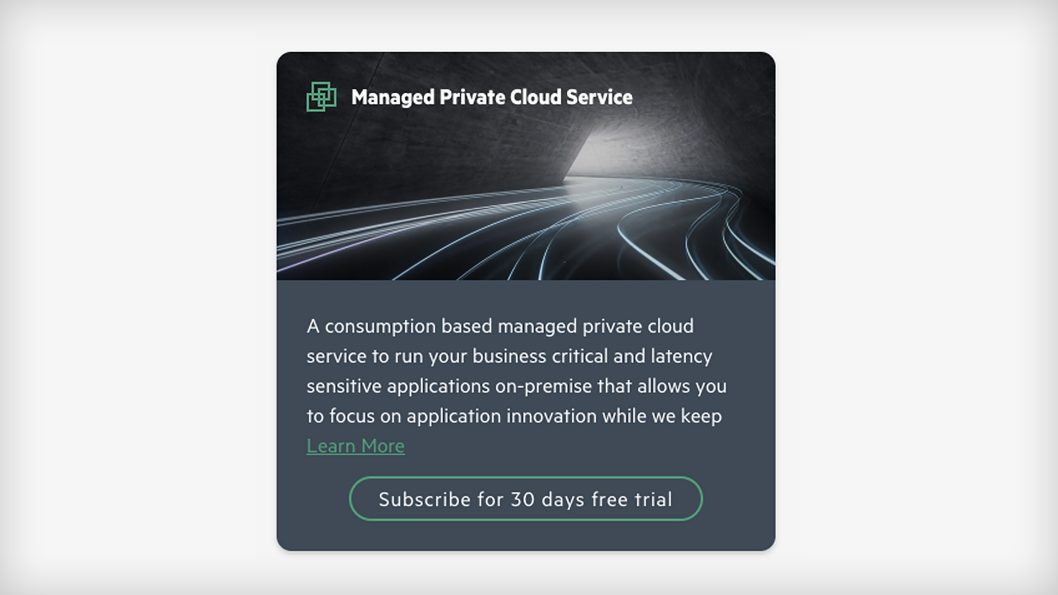 Managed Private Cloud Service
A consumption based managed private cloud
service to run your business critical and latency
sensitive applications on-premise that allows you
to focus on application innovation while we keep
Learn More
Subscribe for 30 days free trial